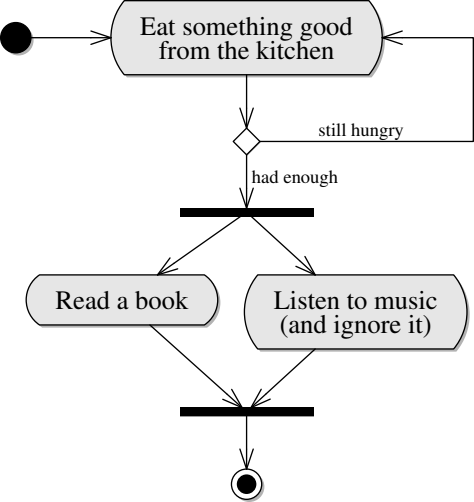 Eat something good
from the kitchen
still hungry
had enough
Read a book
Listen to music
(and ignore it)